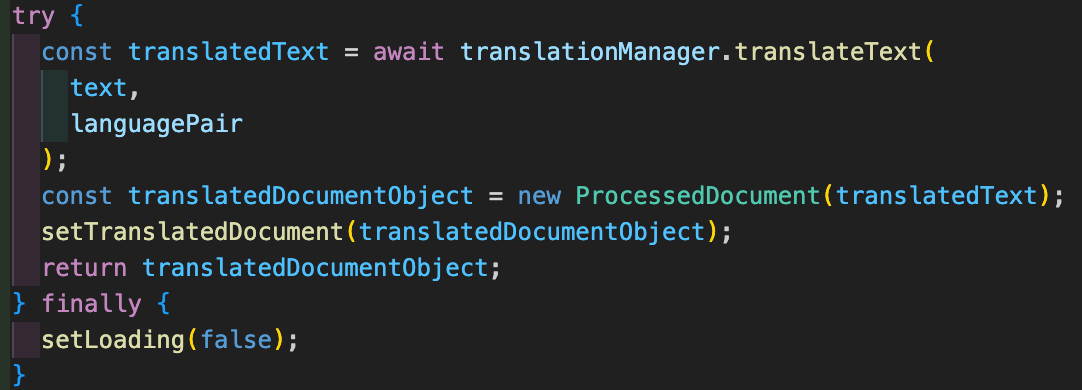 try {
  const translatedText = await translationManager.translateText(
    text,
    languagePair
  );
  const translatedDocumentObject = new ProcessedDocument(translatedText);
  setTranslatedDocument(translatedDocumentObject);
  return translatedDocumentObject;
} finally {
  setLoading(false);
}